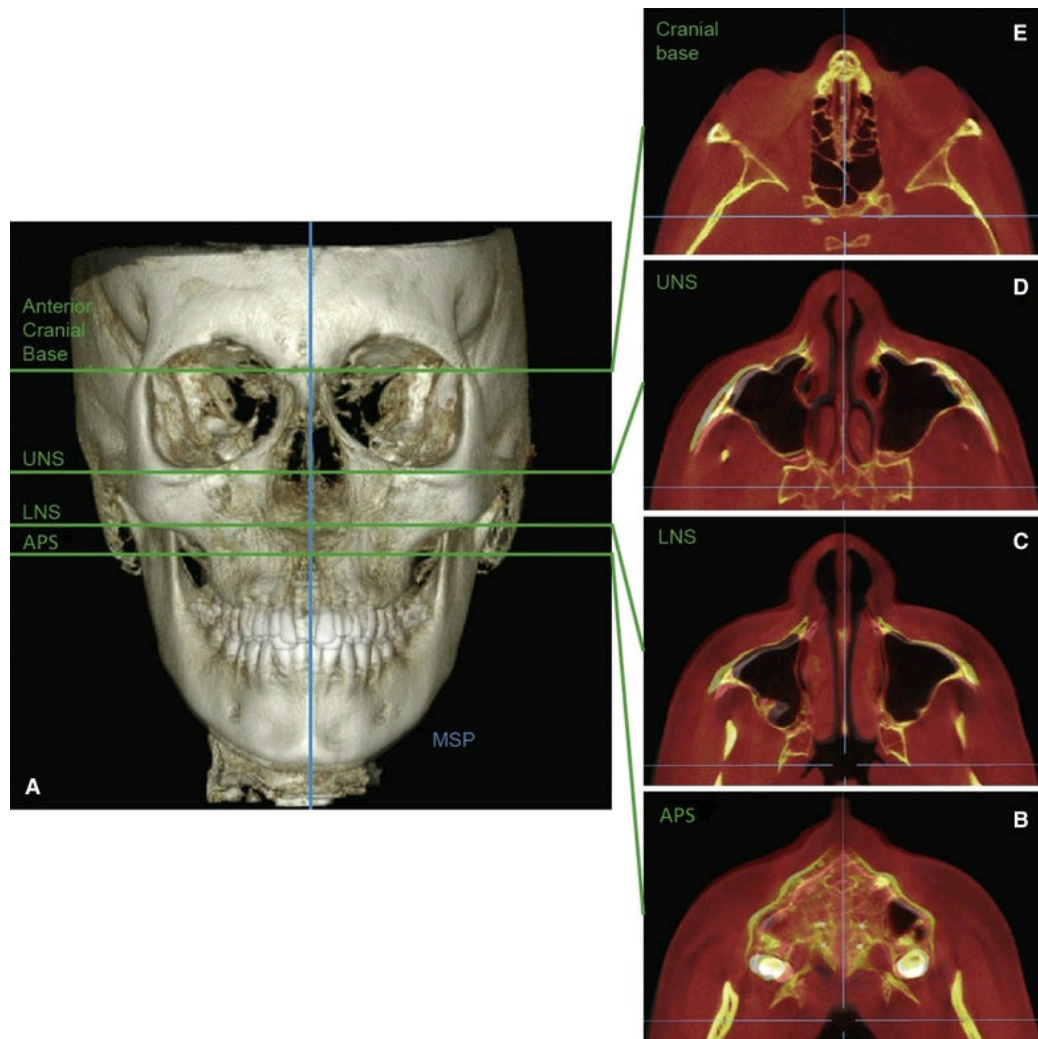 Anterior
Cranial
Base
UNS
LNS
APS
MSP
A
Cranial
base
E
UNS
D
LNS
C
APS
B